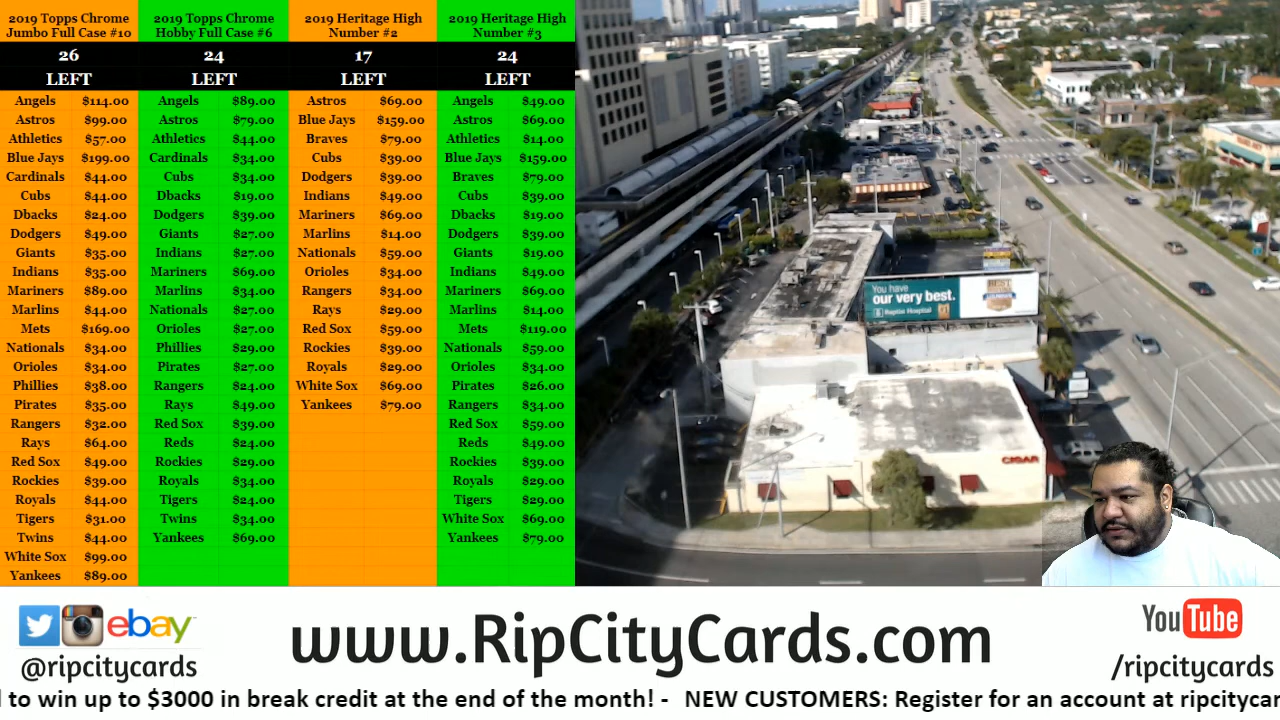 2019 Topps Chrome
Jumbo Full Case #10
26
LEFT
Angels $114.00
Astros $99.00
Athletics $57.00
Blue Jays $199.00
Cardinals $44.00
Cubs $44.00
Dbacks $24.00
Dodgers $49.00
Giants $35.00
Indians $35.00
Mariners $89.00
Marlins $44.00
Mets $169.00
Nationals $34.00
Orioles $34.00
Phillies $38.00
Pirates $35.00
Rangers $32.00
Rays $64.00
Red Sox $49.00
Rockies $39.00
Royals $44.00
Tigers $31.00
Twins $44.00
White Sox $99.00
Yankees $89.00
2019 Topps Chrome
Hobby Full Case #6
24
LEFT
Angels $89.00
Astros $79.00
Athletics $44.00
Cardinals $34.00
Cubs $34.00
Dbacks $19.00
Dodgers $39.00
Giants $27.00
Indians $27.00
Mariners $69.00
Marlins $34.00
Nationals $27.00
Orioles $27.00
Phillies $29.00
Pirates $27.00
Rangers $24.00
Rays $49.00
Red Sox $39.00
Reds $24.00
Rockies $29.00
Royals $34.00
Tigers $24.00
Twins $34.00
Yankees $69.00
2019 Heritage High
Number #2
17
LEFT
Astros $69.00
Blue Jays $159.00
Braves $79.00
Cubs $39.00
Dodgers $39.00
Indians $49.00
Mariners $69.00
Marlins $14.00
Nationals $59.00
Orioles $34.00
Rangers $34.00
Rays $29.00
Red Sox $59.00
Rockies $39.00
Royals $29.00
White Sox $69.00
Yankees $79.00
2019 Heritage High
Number #3
24
LEFT
Angels $49.00
Astros $69.00
Athletics $14.00
Blue Jays $159.00
Braves $79.00
Cubs $39.00
Dbacks $19.00
Dodgers $39.00
Giants $19.00
Indians $49.00
Mariners $69.00
Marlins $14.00
Mets $119.00
Nationals $59.00
Orioles $34.00
Pirates $26.00
Rangers $34.00
Red Sox $59.00
Reds $49.00
Rockies $39.00
Royals $29.00
Tigers $29.00
White Sox $69.00
Yankees $79.00
You have
our very best.
Baptist Hospital
BEST
CIGAR
ebay
@ripcitycards
www.RipCityCards.com
YouTube
/ripcitycards
d to win up to $3000 in break credit at the end of the month! - NEW CUSTOMERS: Register for an account at ripcitycar